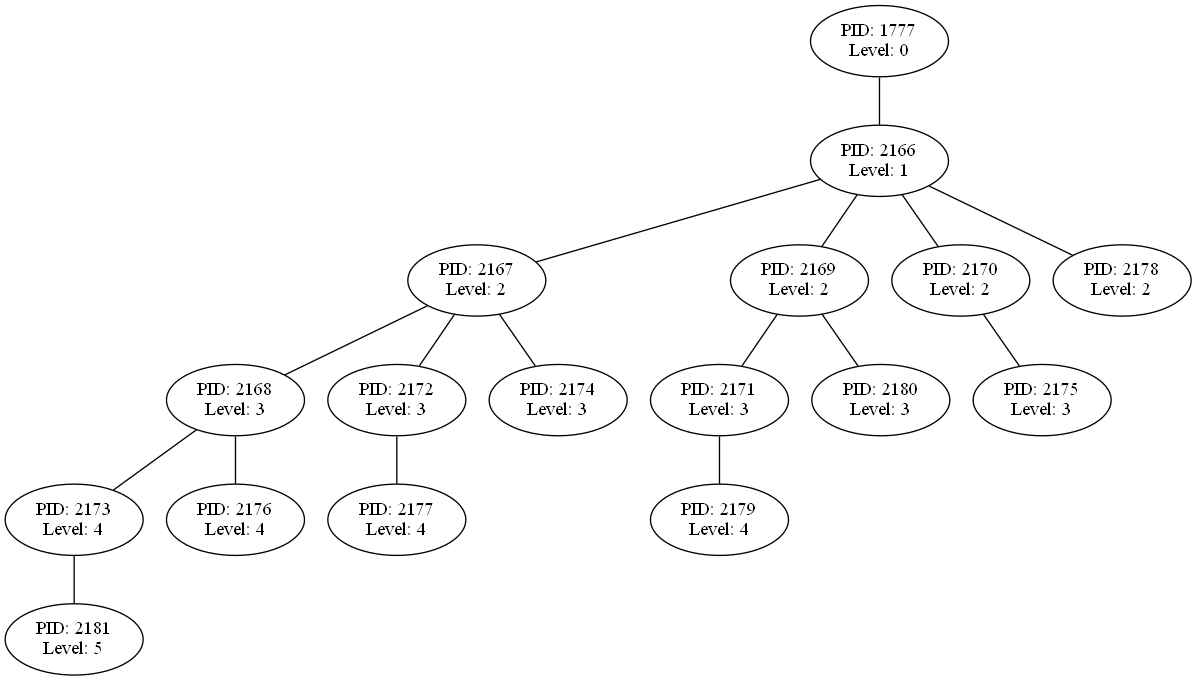 PID: 1777
Level: 0
PID: 2166
Level: 1
PID: 2167
Level: 2
PID: 2169
Level: 2
PID: 2170
Level: 2
PID: 2178
Level: 2
PID: 2168
Level: 3
PID: 2172
Level: 3
PID: 2174
Level: 3
PID: 2171
Level: 3
PID: 2180
Level: 3
PID: 2175
Level: 3
PID: 2173
Level: 4
PID: 2176
Level: 4
PID: 2177
Level: 4
PID: 2179
Level: 4
PID: 2181
Level: 5